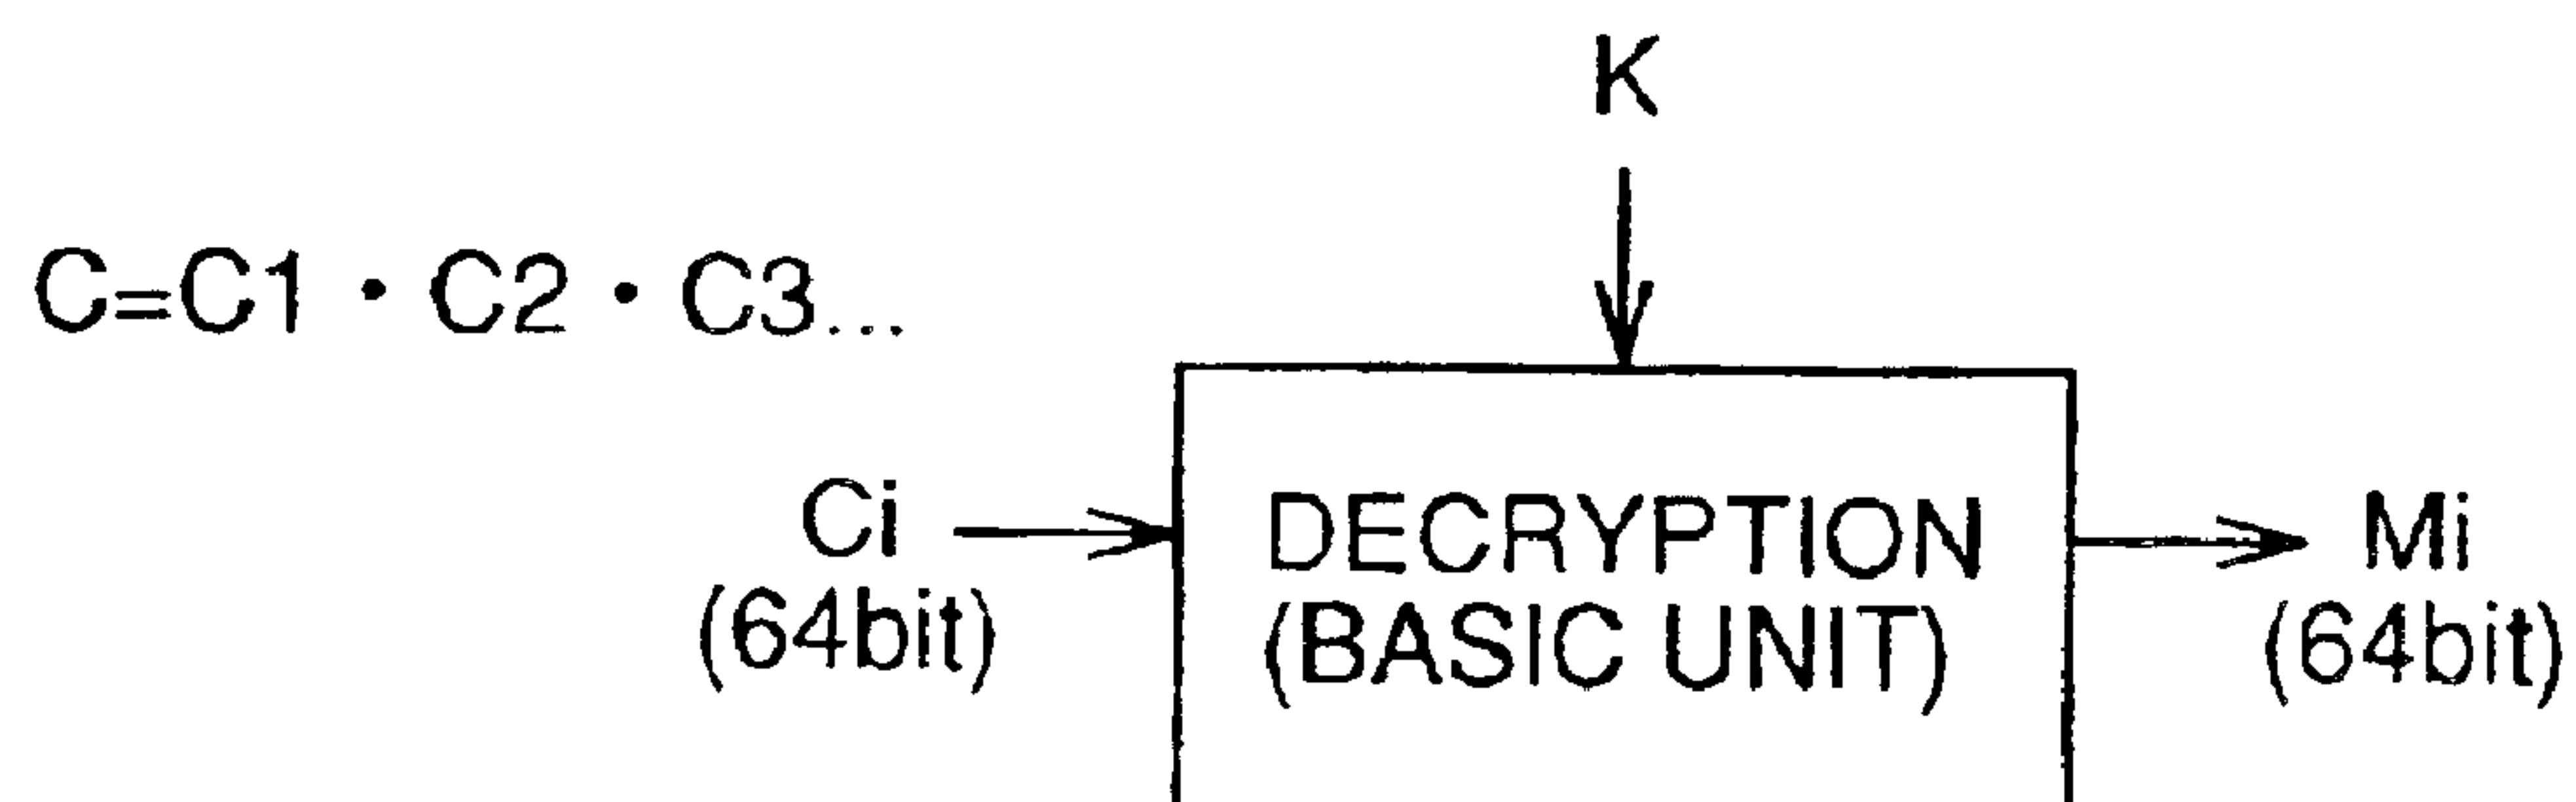 K
C=C1・C2・C3...
Ci
(64bit)
DECRYPTION
(BASIC UNIT)
Mi
(64bit)